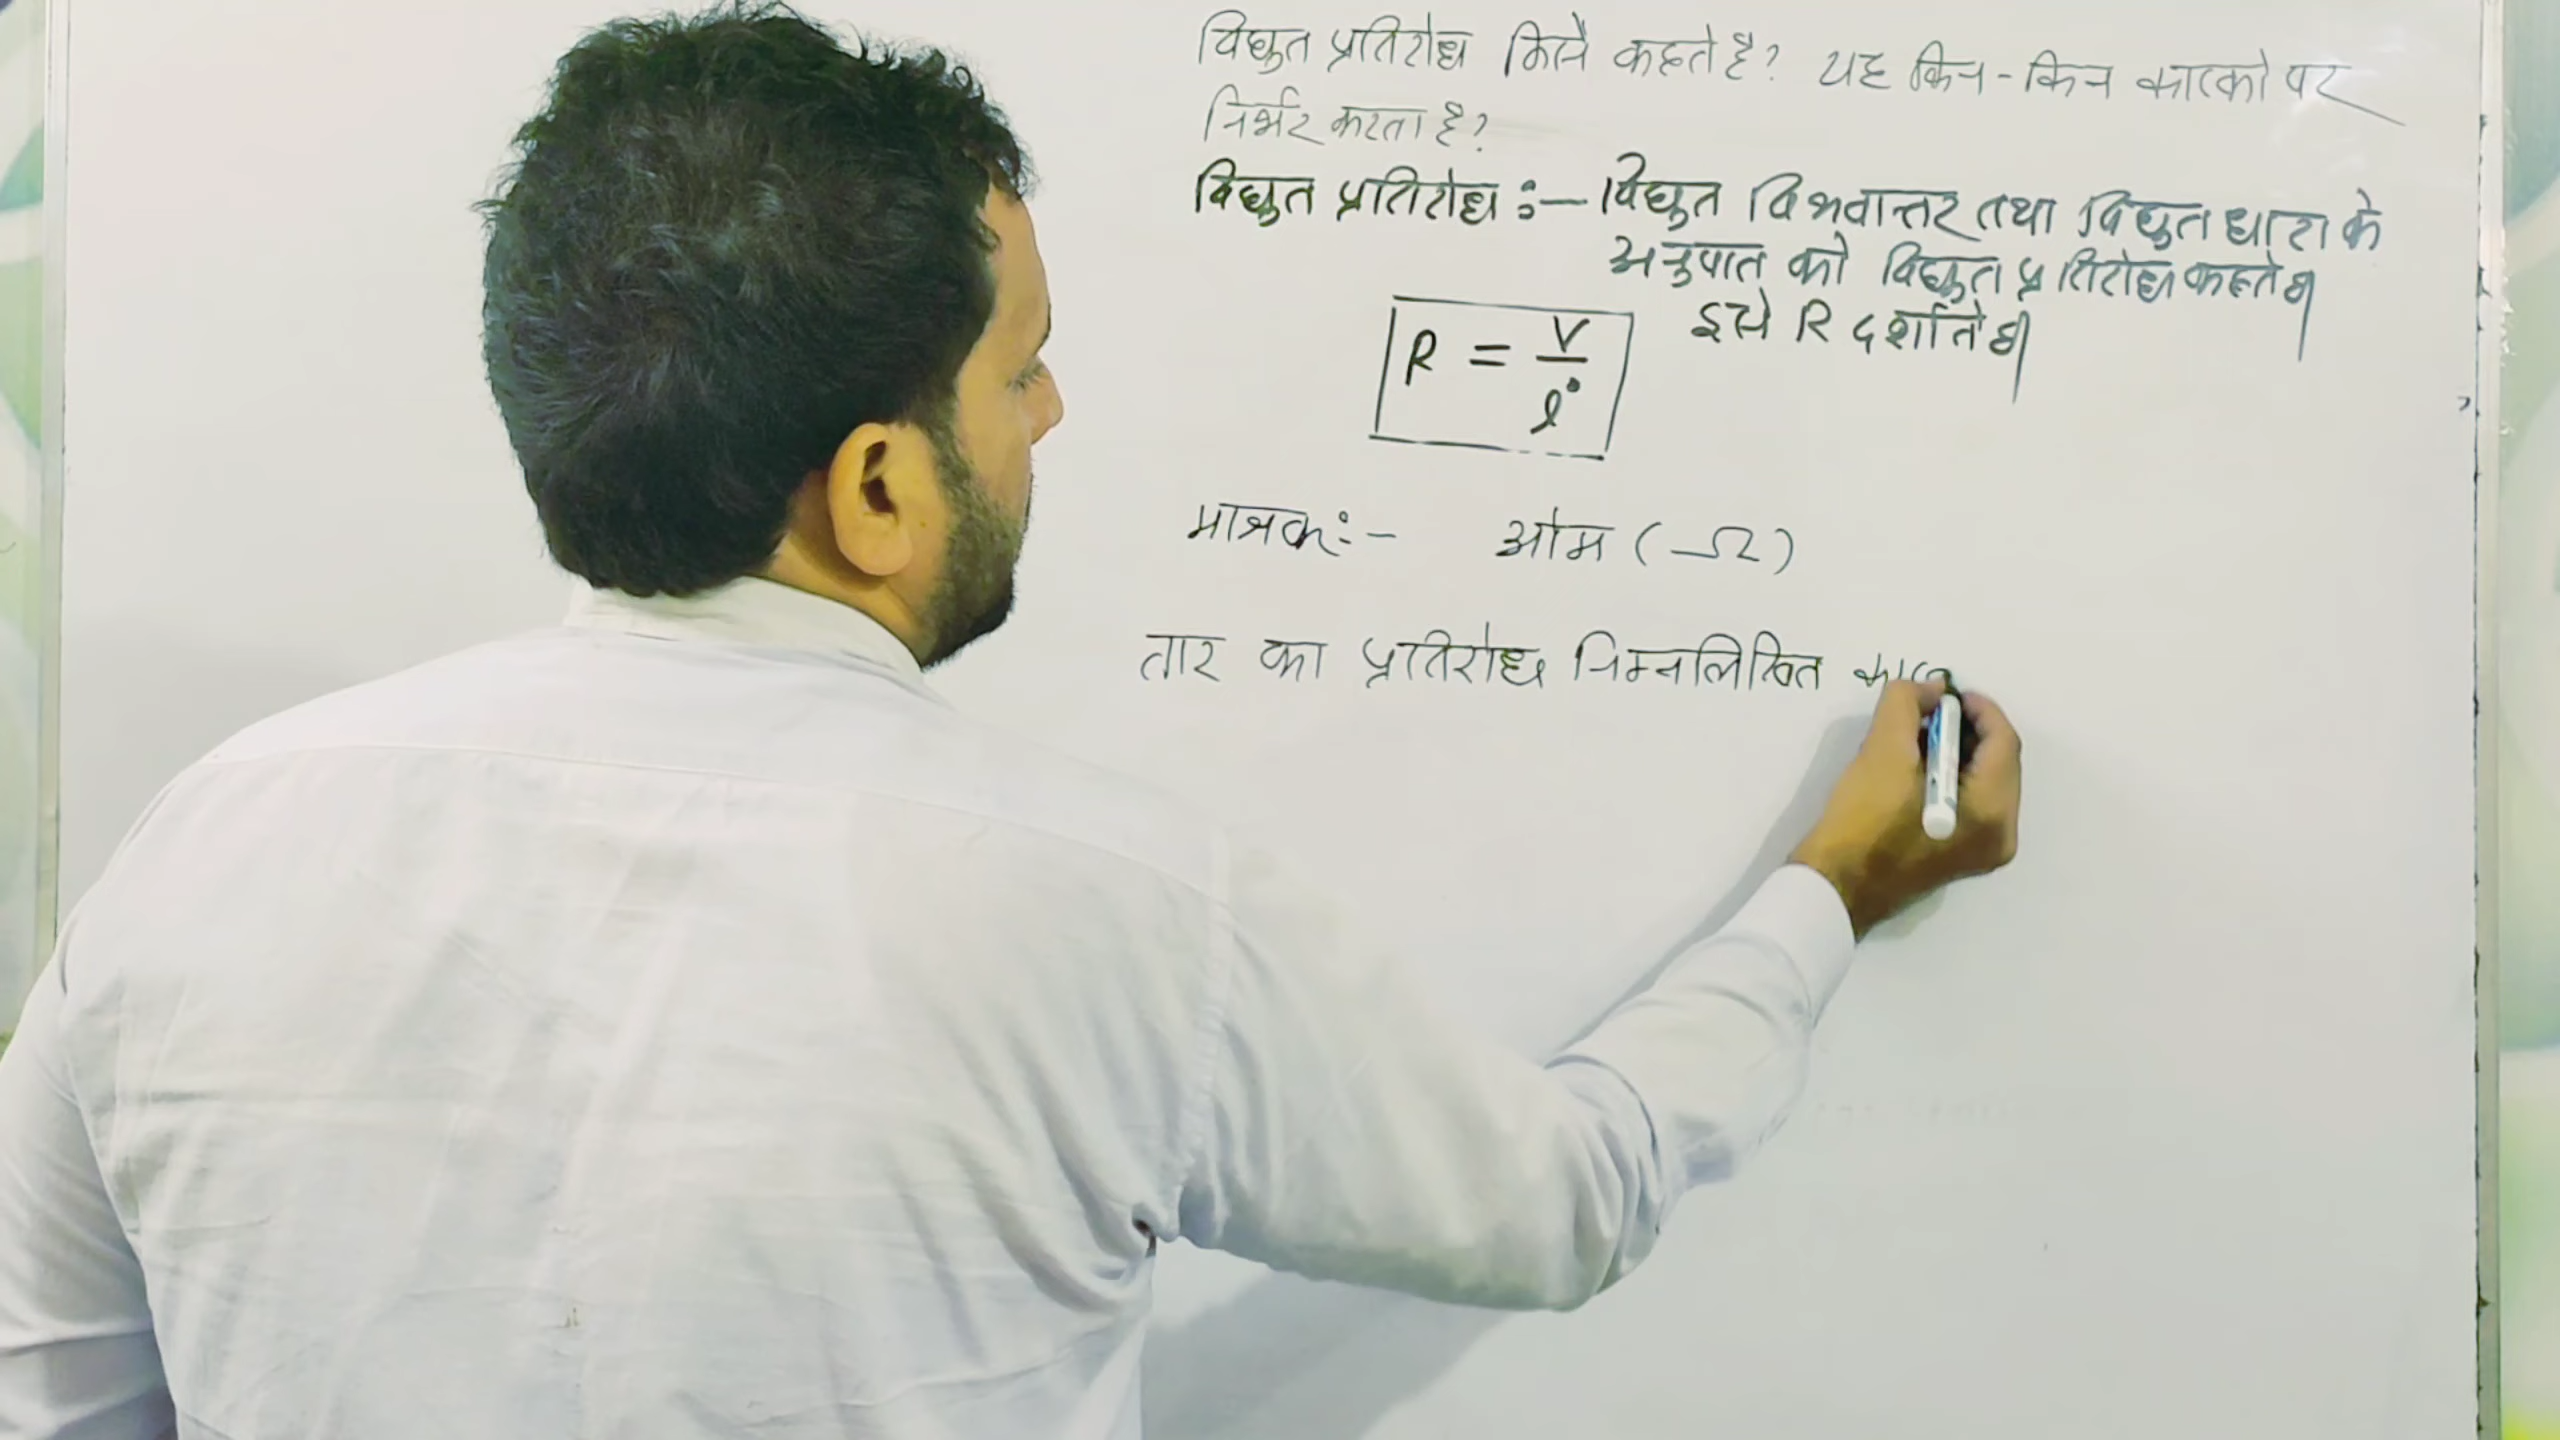 विद्युत प्रतिरोध किसे कहते है? यह किन-किन कारको पर
निर्भर करता है?
विद्युत प्रतिरोध :— विद्युत विभवान्तर तथा विद्युत धारा के
अनुपात को विद्युत प्रतिरोध कहते है।
इसे R दर्शाते है।
R = V/i
मात्रक:- ओम (Ω)
तार का प्रतिरोध निम्नलिखित